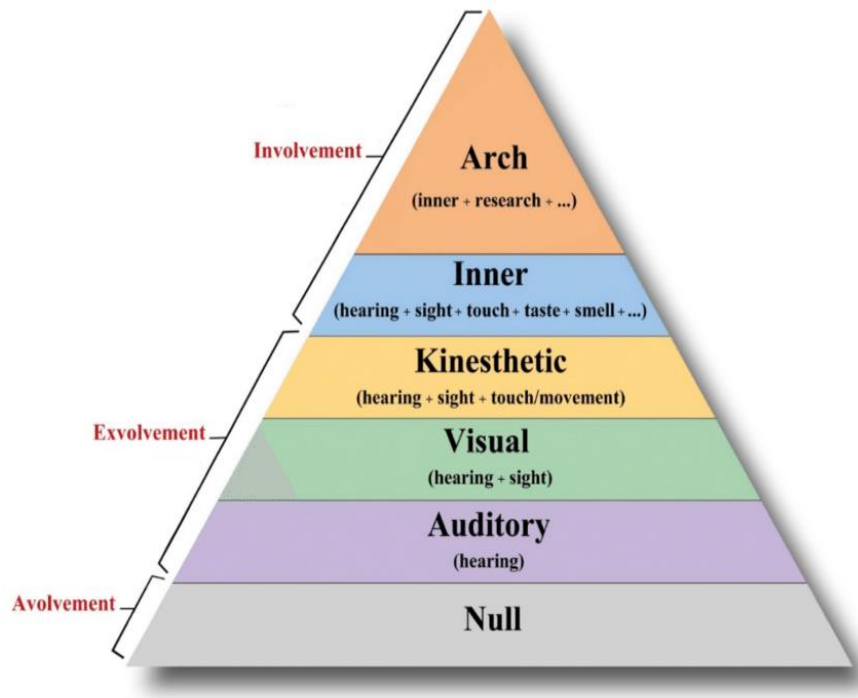 Involvement
Arch
(inner + research + ...)
Inner
(hearing + sight + touch + taste + smell + ...)
Kinesthetic
(hearing + sight + touch/movement)
Exvolvement
Visual
(hearing + sight)
Auditory
(hearing)
Avolvement
Null